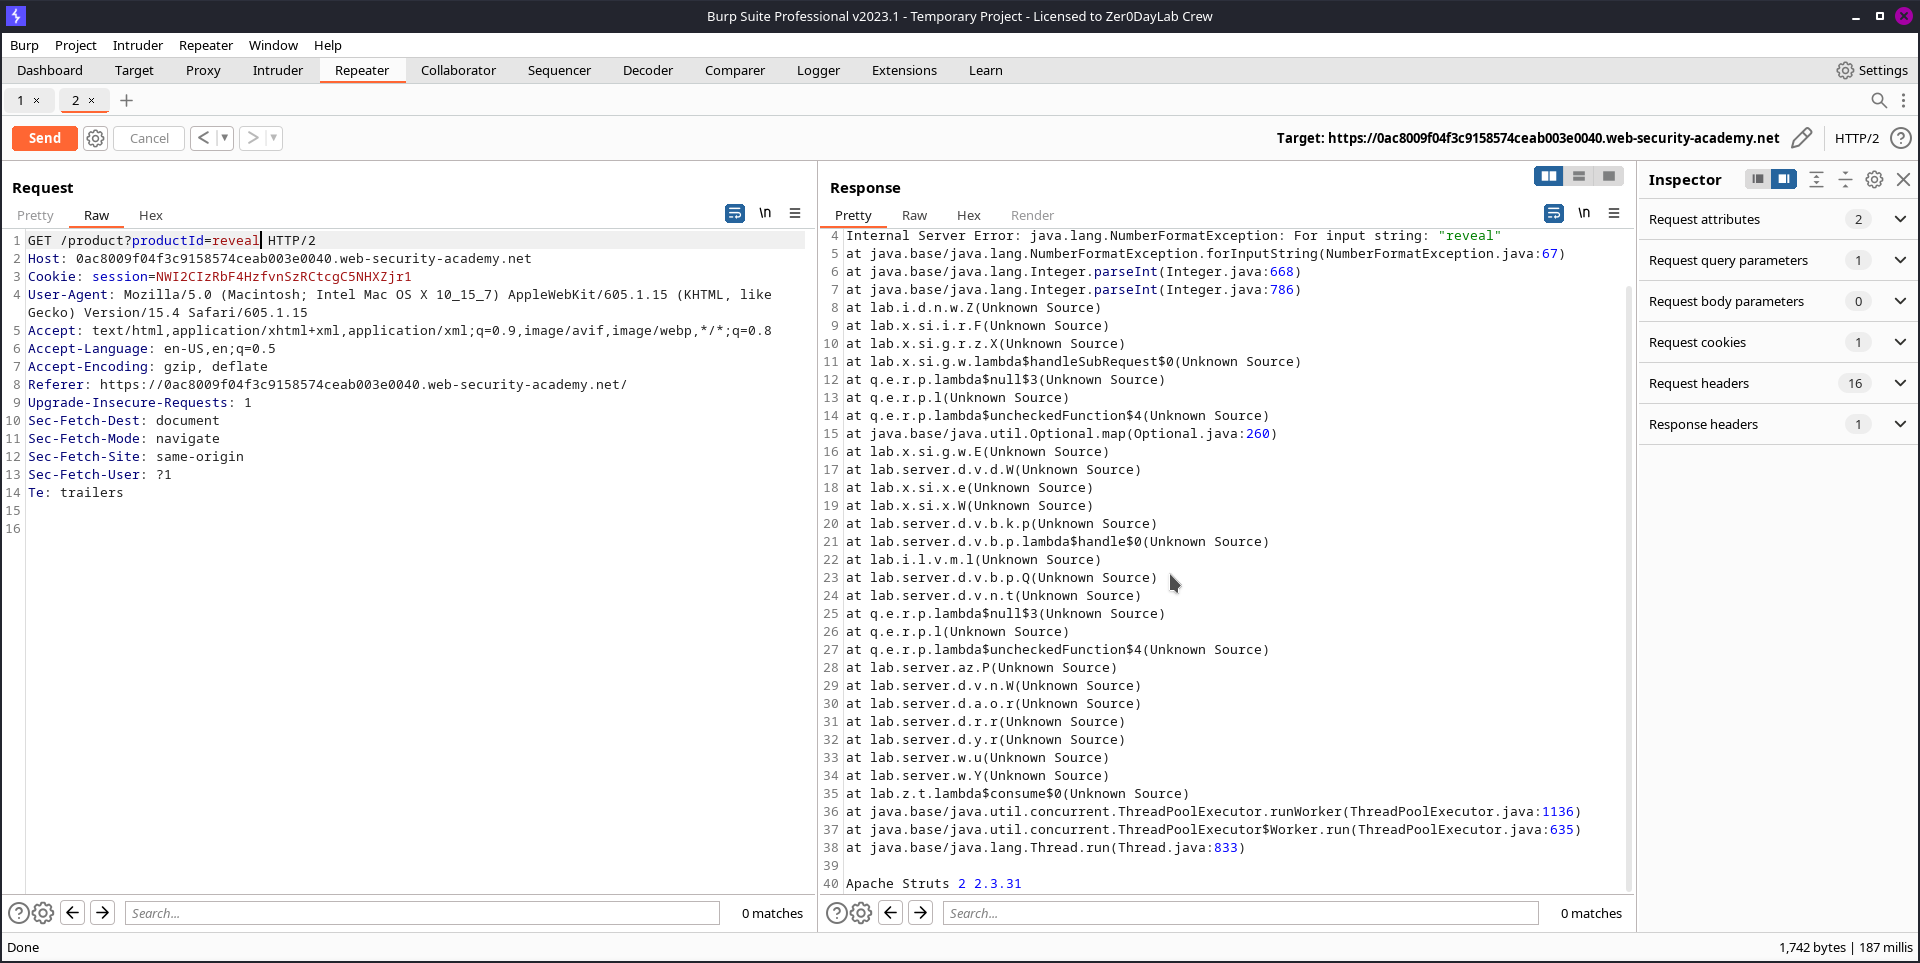 Burp Suite Professional v2023.1 - Temporary Project - Licensed to Zer0DayLab Crew
Burp Project Intruder Repeater Window Help
Dashboard Target Proxy Intruder Repeater Collaborator Sequencer Decoder Comparer Logger Extensions Learn Settings
1 × 2 × +
Send Cancel < > Target: https://0ac8009f04f3c9158574ceab003e0040.web-security-academy.net HTTP/2 ?
Request
Pretty Raw Hex \n
1 GET /product?productId=reveal HTTP/2
2 Host: 0ac8009f04f3c9158574ceab003e0040.web-security-academy.net
3 Cookie: session=NWI2CIzRbF4HzfvnSzRCtcgC5NHXZjr1
4 User-Agent: Mozilla/5.0 (Macintosh; Intel Mac OS X 10_15_7) AppleWebKit/605.1.15 (KHTML, like
Gecko) Version/15.4 Safari/605.1.15
5 Accept: text/html,application/xhtml+xml,application/xml;q=0.9,image/avif,image/webp,*/*;q=0.8
6 Accept-Language: en-US,en;q=0.5
7 Accept-Encoding: gzip, deflate
8 Referer: https://0ac8009f04f3c9158574ceab003e0040.web-security-academy.net/
9 Upgrade-Insecure-Requests: 1
10 Sec-Fetch-Dest: document
11 Sec-Fetch-Mode: navigate
12 Sec-Fetch-Site: same-origin
13 Sec-Fetch-User: ?1
14 Te: trailers
15
16
? Search... 0 matches
Response
Pretty Raw Hex Render \n
4 Internal Server Error: java.lang.NumberFormatException: For input string: "reveal"
5 at java.base/java.lang.NumberFormatException.forInputString(NumberFormatException.java:67)
6 at java.base/java.lang.Integer.parseInt(Integer.java:668)
7 at java.base/java.lang.Integer.parseInt(Integer.java:786)
8 at lab.i.d.n.w.Z(Unknown Source)
9 at lab.x.si.i.r.F(Unknown Source)
10 at lab.x.si.g.r.z.X(Unknown Source)
11 at lab.x.si.g.w.lambda$handleSubRequest$0(Unknown Source)
12 at q.e.r.p.lambda$null$3(Unknown Source)
13 at q.e.r.p.l(Unknown Source)
14 at q.e.r.p.lambda$uncheckedFunction$4(Unknown Source)
15 at java.base/java.util.Optional.map(Optional.java:260)
16 at lab.x.si.g.w.E(Unknown Source)
17 at lab.server.d.v.d.W(Unknown Source)
18 at lab.x.si.x.e(Unknown Source)
19 at lab.x.si.x.W(Unknown Source)
20 at lab.server.d.v.b.k.p(Unknown Source)
21 at lab.server.d.v.b.p.lambda$handle$0(Unknown Source)
22 at lab.i.l.v.m.l(Unknown Source)
23 at lab.server.d.v.b.p.Q(Unknown Source)
24 at lab.server.d.v.n.t(Unknown Source)
25 at q.e.r.p.lambda$null$3(Unknown Source)
26 at q.e.r.p.l(Unknown Source)
27 at q.e.r.p.lambda$uncheckedFunction$4(Unknown Source)
28 at lab.server.az.P(Unknown Source)
29 at lab.server.d.v.n.W(Unknown Source)
30 at lab.server.d.a.o.r(Unknown Source)
31 at lab.server.d.r.r(Unknown Source)
32 at lab.server.d.y.r(Unknown Source)
33 at lab.server.w.u(Unknown Source)
34 at lab.server.w.Y(Unknown Source)
35 at lab.z.t.lambda$consume$0(Unknown Source)
36 at java.base/java.util.concurrent.ThreadPoolExecutor.runWorker(ThreadPoolExecutor.java:1136)
37 at java.base/java.util.concurrent.ThreadPoolExecutor$Worker.run(ThreadPoolExecutor.java:635)
38 at java.base/java.lang.Thread.run(Thread.java:833)
39
40 Apache Struts 2 2.3.31
? Search... 0 matches
Inspector
Request attributes 2
Request query parameters 1
Request body parameters 0
Request cookies 1
Request headers 16
Response headers 1
Done 1,742 bytes | 187 millis